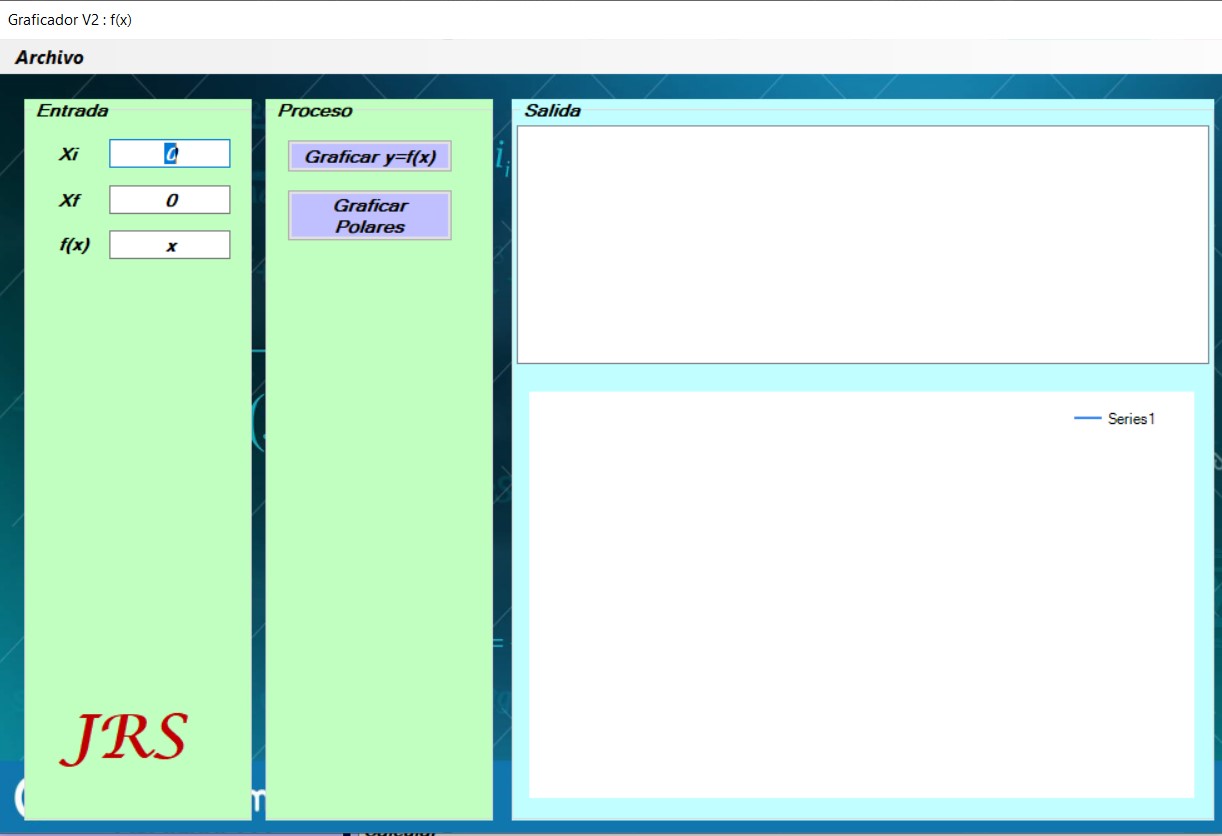 Graficador V2 : f(x)
Archivo
Entrada
Xi 0
Xf 0
f(x) x
JRS
Proceso
Graficar y=f(x)
Graficar
Polares
Salida
Series1